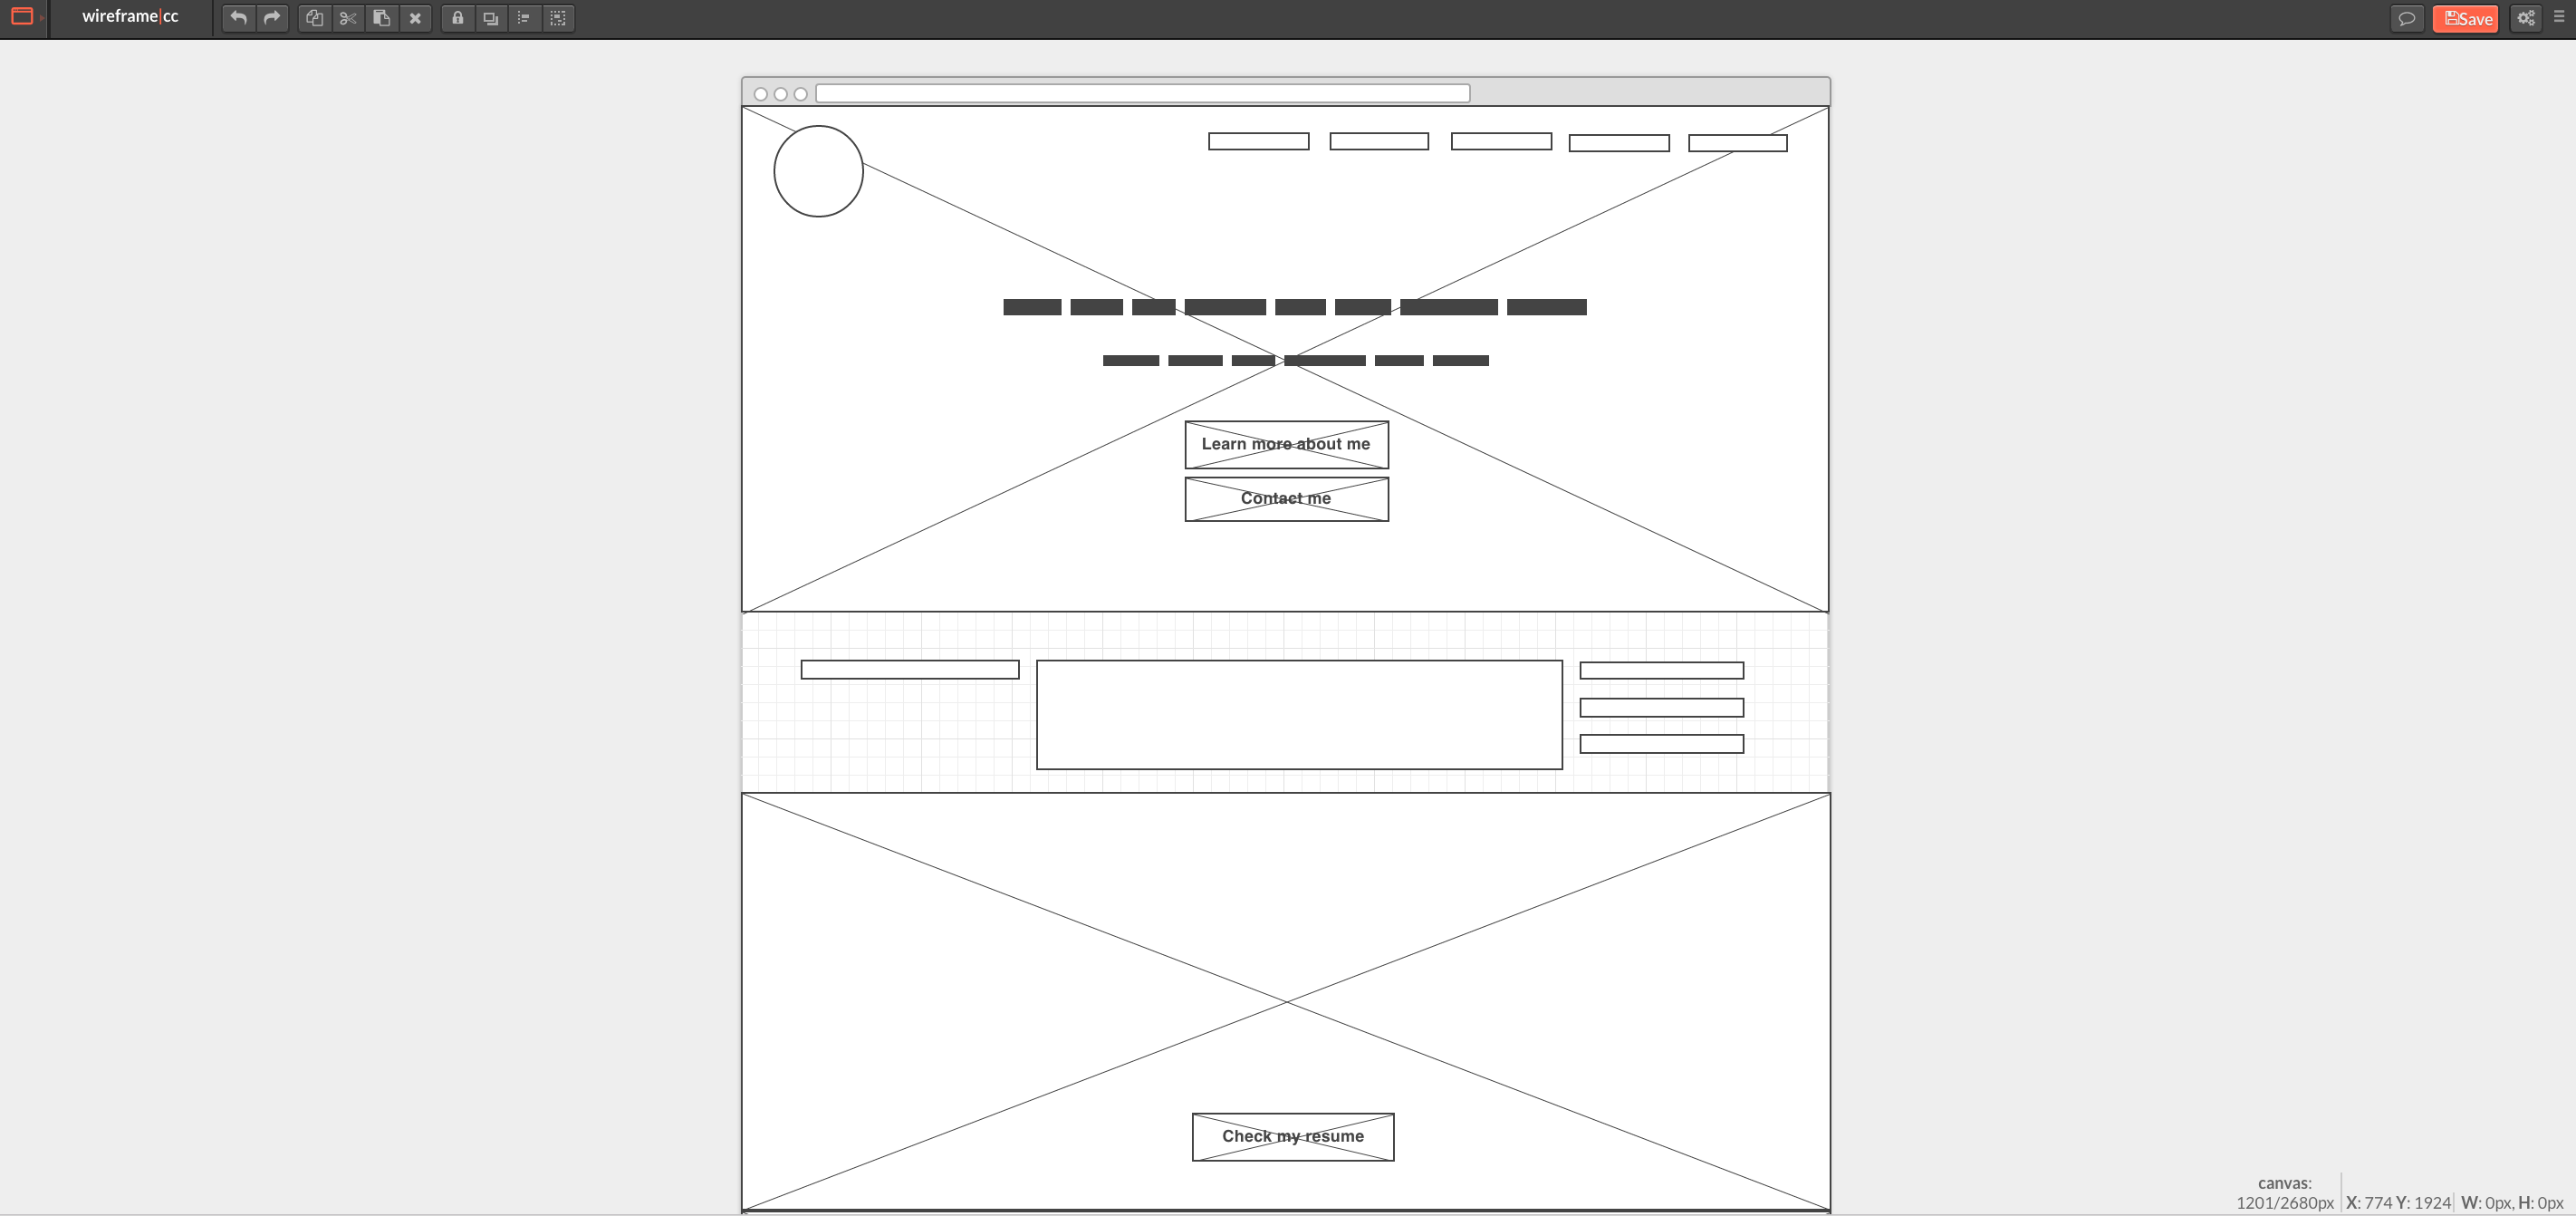 wireframe|cc
Save
Learn more about me
Contact me
Check my resume
canvas:
1201/2680px X: 774 Y: 1924 W: 0px, H: 0px